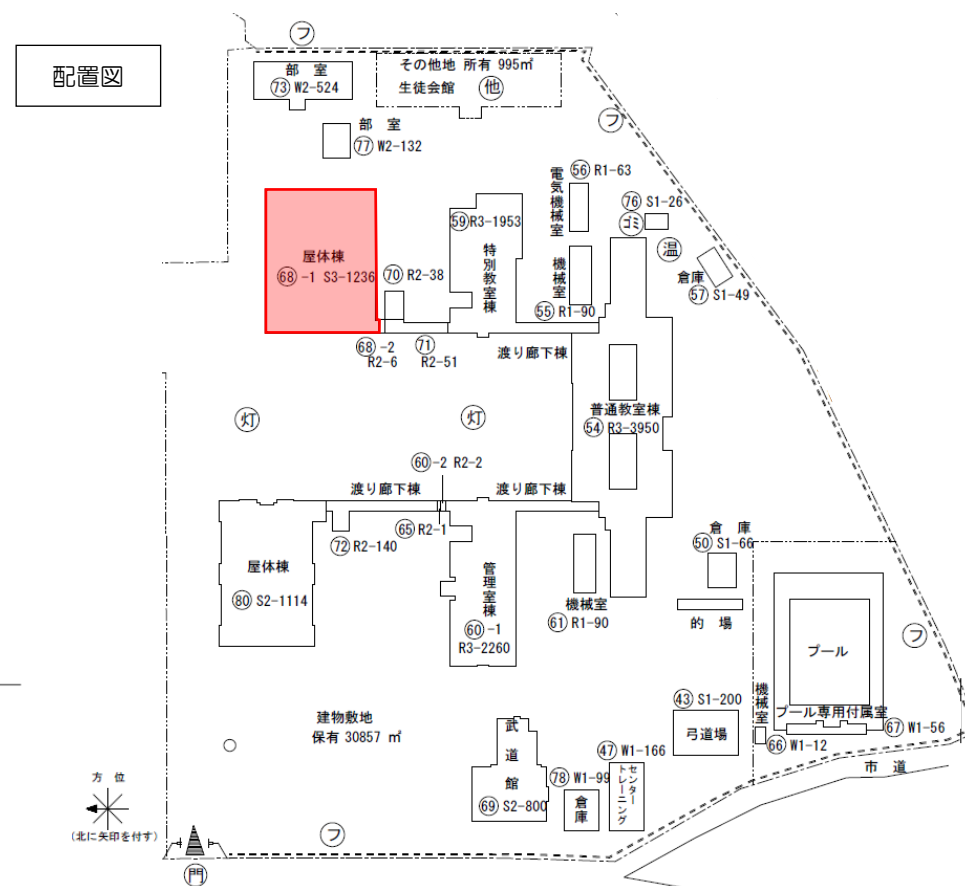 配置図
フ
部 室
73 W2-524
その他地 所有 995㎡
生徒会館 他
部 室
77 W2-132
フ
電気機械室
56 R1-63
76 S1-26
ゴミ
温
倉庫
57 S1-49
59 R3-1953
特別教室棟
機械室
55 R1-90
屋体棟
68 -1 S3-1236
70 R2-38
68 -2
R2-6
71
R2-51
渡り廊下棟
灯
灯
普通教室棟
54 R3-3950
60 -2 R2-2
渡り廊下棟
渡り廊下棟
65 R2-1
72 R2-140
屋体棟
80 S2-1114
管理室棟
60 -1
R3-2260
機械室
61 R1-90
倉 庫
50 S1-66
的 場
プール
フ
機械室
プール専用付属室
67 W1-56
66 W1-12
43 S1-200
弓道場
市 道
建物敷地
保有 30857 ㎡
武道館
69 S2-800
47 W1-166
トレーニング
センター
78 W1-99
倉庫
方 位
(北に矢印を付す)
フ
門